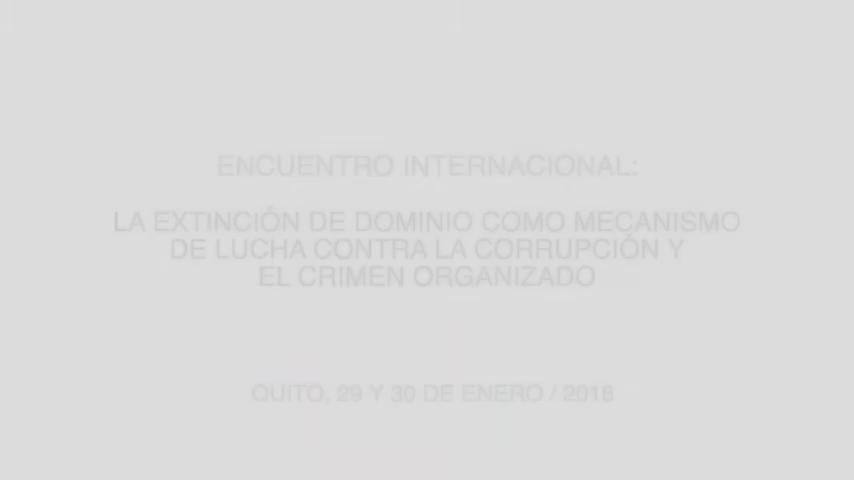 ENCUENTRO INTERNACIONAL:
LA EXTINCIÓN DE DOMINIO COMO MECANISMO
DE LUCHA CONTRA LA CORRUPCIÓN Y
EL CRIMEN ORGANIZADO
QUITO, 29 Y 30 DE ENERO / 2018